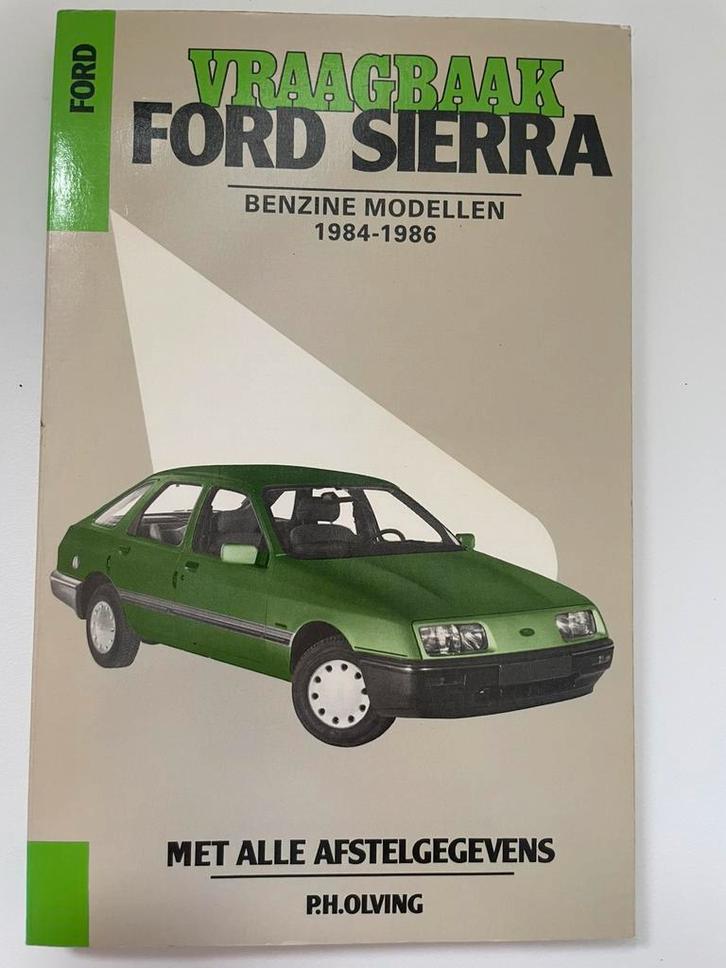 FORD
VRAAGBAAK
FORD SIERRA
BENZINE MODELLEN
1984-1986
MET ALLE AFSTELGEGEVENS
P.H.OLVING